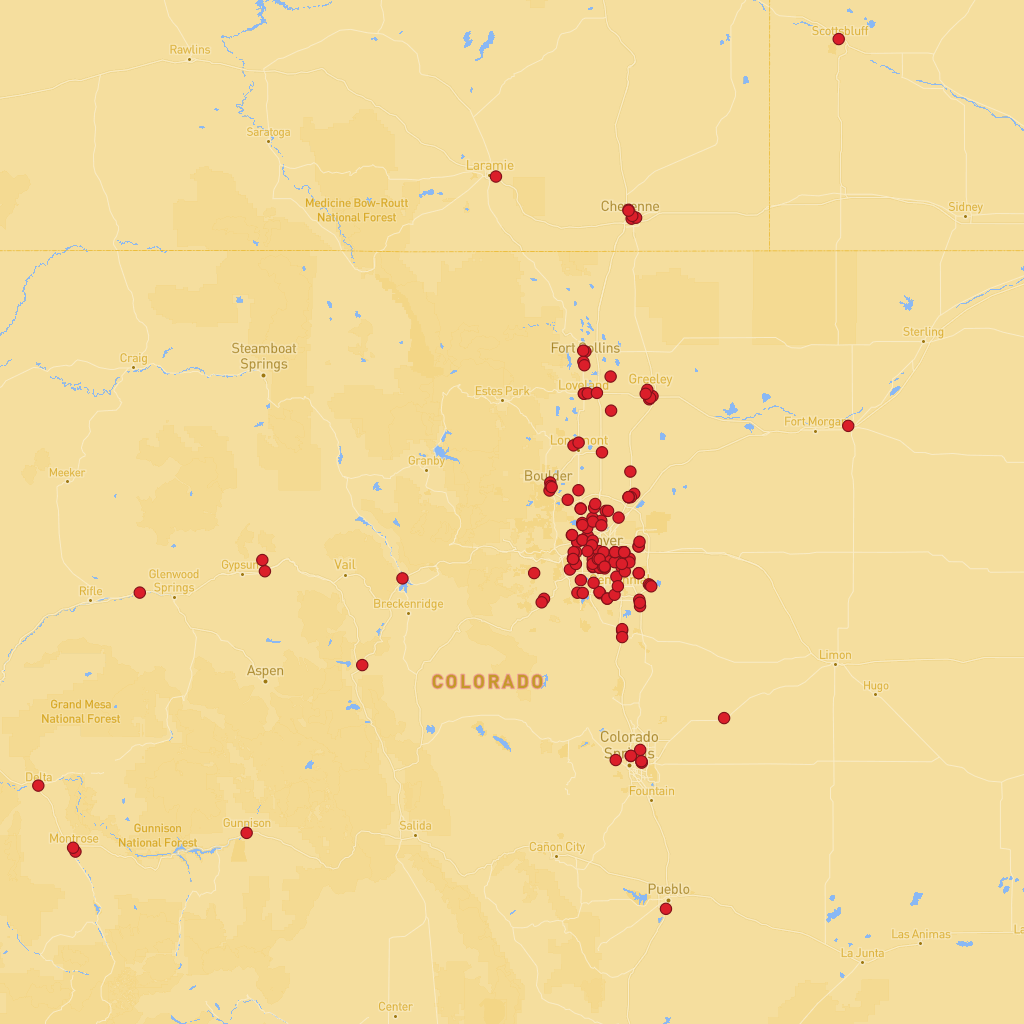 Scottsbluff
Rawlins
Saratoga
Laramie
Medicine Bow-Routt
National Forest
Cheyenne
Sidney
Sterling
Fort Collins
Steamboat
Springs
Craig
Estes Park
Loveland
Greeley
Fort Morgan
Longmont
Granby
Meeker
Boulder
Denver
Gypsum
Vail
Glenwood
Springs
Rifle
Breckenridge
Centennial
Limon
Aspen
COLORADO
Hugo
Grand Mesa
National Forest
Colorado
Springs
Delta
Fountain
Gunnison
Gunnison
National Forest
Montrose
Salida
Cañon City
Pueblo
Las Animas
La Junta
Center